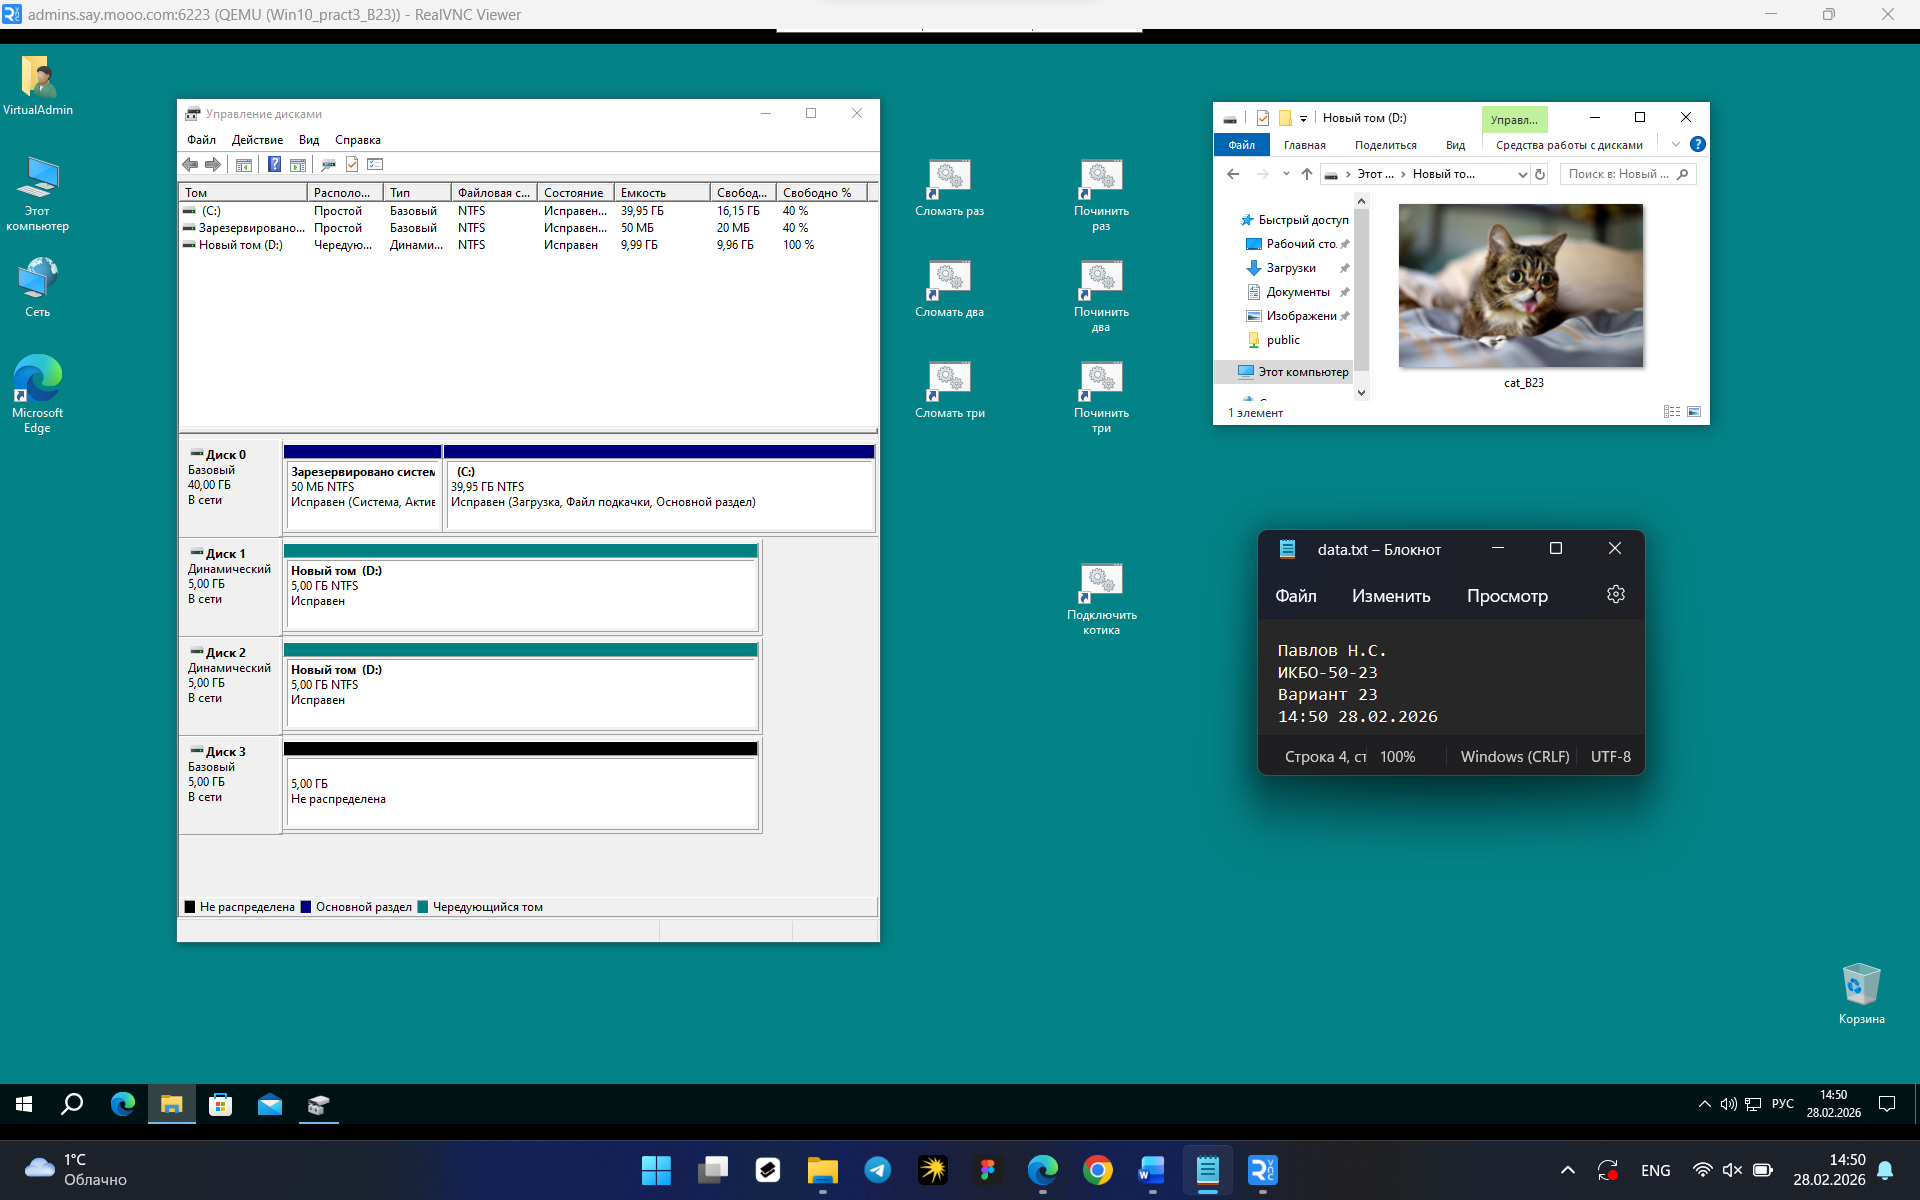 admins.say.mooo.com:6223 (QEMU (Win10_pract3_B23)) - RealVNC Viewer
VirtualAdmin
Этот
компьютер
Сеть
Microsoft
Edge
Управление дисками
Файл Действие Вид Справка
Том Располо... Тип Файловая с... Состояние Емкость Свобод... Свободно %
(C:) Простой Базовый NTFS Исправен... 39,95 ГБ 16,15 ГБ 40 %
Зарезервировано... Простой Базовый NTFS Исправен... 50 МБ 20 МБ 40 %
Новый том (D:) Чередую... Динами... NTFS Исправен 9,99 ГБ 9,96 ГБ 100 %
Диск 0
Базовый
40,00 ГБ
В сети
Зарезервировано систем
50 МБ NTFS
Исправен (Система, Актив
(C:)
39,95 ГБ NTFS
Исправен (Загрузка, Файл подкачки, Основной раздел)
Диск 1
Динамический
5,00 ГБ
В сети
Новый том (D:)
5,00 ГБ NTFS
Исправен
Диск 2
Динамический
5,00 ГБ
В сети
Новый том (D:)
5,00 ГБ NTFS
Исправен
Диск 3
Базовый
5,00 ГБ
В сети
5,00 ГБ
Не распределена
Не распределена Основной раздел Чередующийся том
Сломать раз
Починить
раз
Сломать два
Починить
два
Сломать три
Починить
три
Подключить
котика
Новый том (D:) Управл...
Файл Главная Поделиться Вид Средства работы с дисками
Этот ... Новый то... Поиск в: Новый ...
Быстрый доступ
Рабочий сто.
Загрузки
Документы
Изображени
public
Этот компьютер
cat_B23
1 элемент
data.txt – Блокнот
Файл Изменить Просмотр
Павлов Н.С.
ИКБО-50-23
Вариант 23
14:50 28.02.2026
Строка 4, ст 100% Windows (CRLF) UTF-8
Корзина
РУС
14:50
28.02.2026
1°C
Облачно
ENG
14:50
28.02.2026